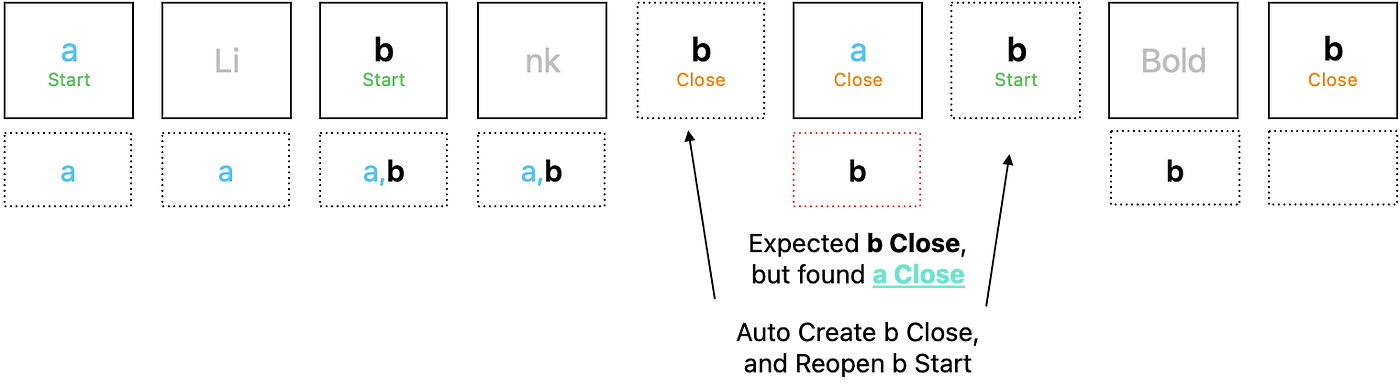 a Li b nk b a b Bold b
Start Start Close Close Start Close
a a a,b a,b b b
Expected b Close,
but found a Close
Auto Create b Close,
and Reopen b Start